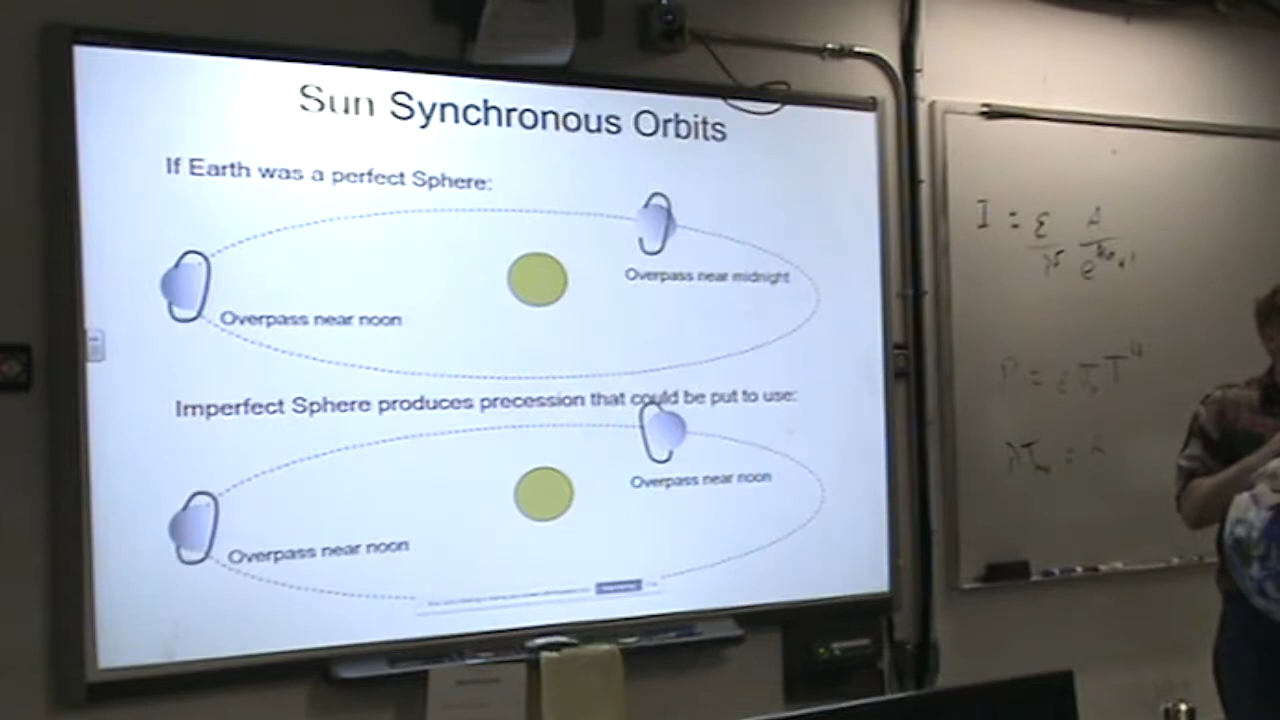 Sun Synchronous Orbits
If Earth was a perfect Sphere:
Overpass near midnight
Overpass near noon
Imperfect Sphere produces precession that could be put to use:
Overpass near noon
Overpass near noon
I = ε A
P = ε σ T⁴